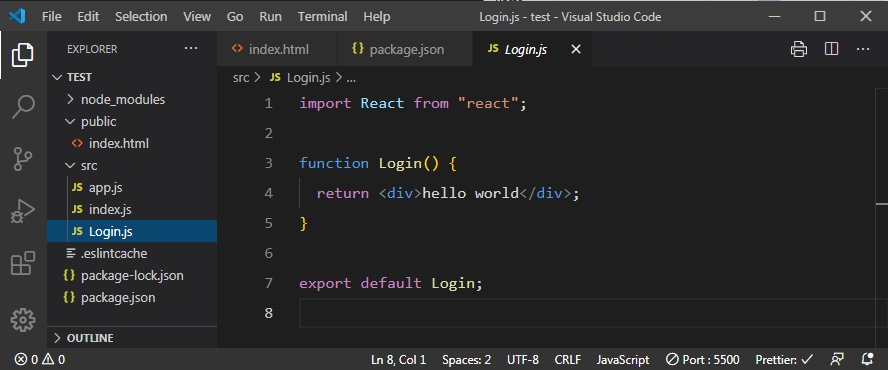 File Edit Selection View Go Run Terminal Help Login.js - test - Visual Studio Code
EXPLORER ...
TEST
node_modules
public
index.html
src
JS app.js
JS index.js
JS Login.js
.eslintcache
{} package-lock.json
{} package.json
OUTLINE
<> index.html {} package.json JS Login.js
src > JS Login.js > ...
1 import React from "react";
2
3 function Login() {
4 return <div>hello world</div>;
5 }
6
7 export default Login;
8
0 0 Ln 8, Col 1 Spaces: 2 UTF-8 CRLF JavaScript Port : 5500 Prettier: ✓